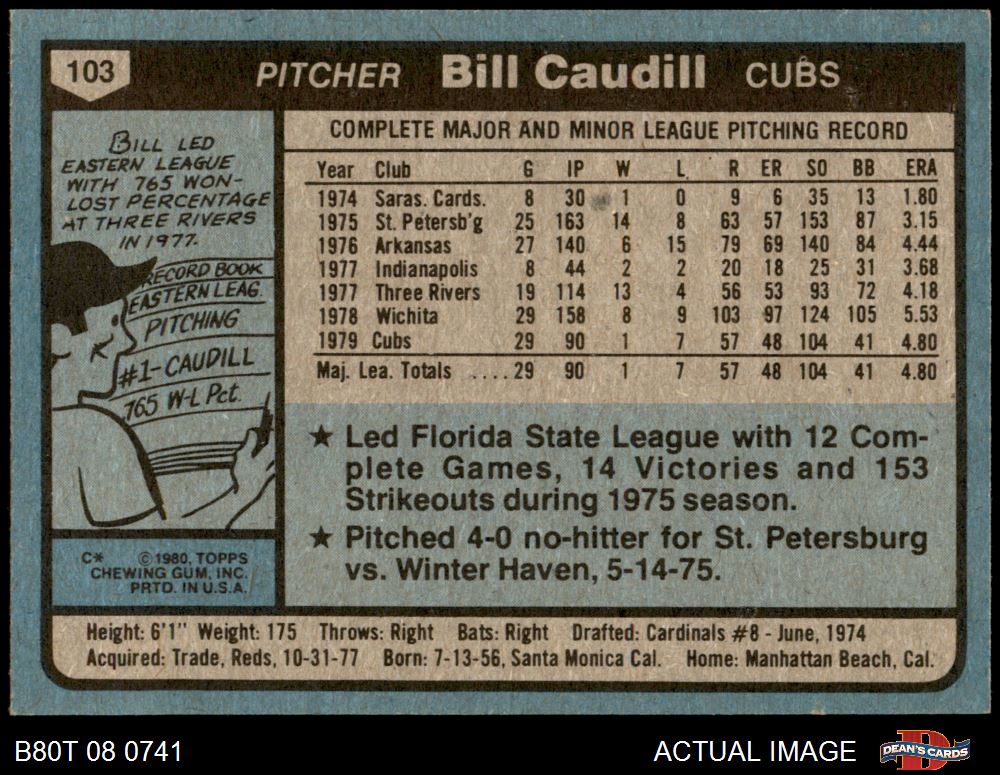 103 PITCHER Bill Caudill CUBS
BILL LED
EASTERN LEAGUE
WITH 765 WON-
LOST PERCENTAGE
AT THREE RIVERS
IN 1977.
RECORD BOOK
EASTERN LEAG.
PITCHING
#1-CAUDILL
765 W-L Pct.
C* ©1980, TOPPS
CHEWING GUM, INC.
PRTD. IN U.S.A.
COMPLETE MAJOR AND MINOR LEAGUE PITCHING RECORD
Year Club G IP W L R ER SO BB ERA
1974 Saras. Cards. 8 30 1 0 9 6 35 13 1.80
1975 St. Petersb'g 25 163 14 8 63 57 153 87 3.15
1976 Arkansas 27 140 6 15 79 69 140 84 4.44
1977 Indianapolis 8 44 2 2 20 18 25 31 3.68
1977 Three Rivers 19 114 13 4 56 53 93 72 4.18
1978 Wichita 29 158 8 9 103 97 124 105 5.53
1979 Cubs 29 90 1 7 57 48 104 41 4.80
Maj. Lea. Totals ....29 90 1 7 57 48 104 41 4.80
★ Led Florida State League with 12 Com-
plete Games, 14 Victories and 153
Strikeouts during 1975 season.
★ Pitched 4-0 no-hitter for St. Petersburg
vs. Winter Haven, 5-14-75.
Height: 6'1" Weight: 175 Throws: Right Bats: Right Drafted: Cardinals #8 - June, 1974
Acquired: Trade, Reds, 10-31-77 Born: 7-13-56, Santa Monica Cal. Home: Manhattan Beach, Cal.
B80T 08 0741 ACTUAL IMAGE DEAN'S CARDS